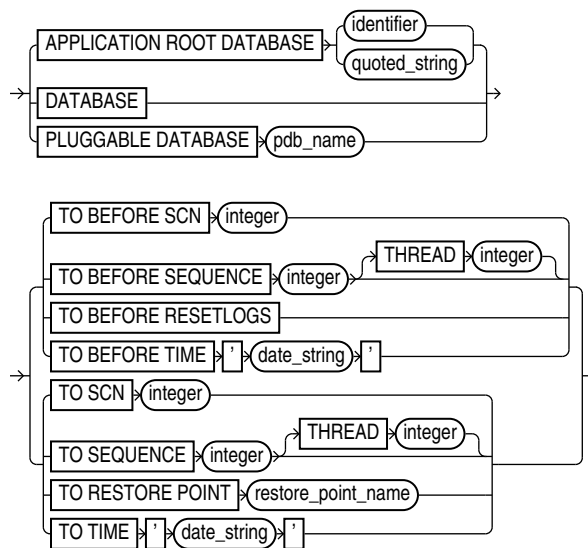 APPLICATION ROOT DATABASE identifier
quoted_string
DATABASE
PLUGGABLE DATABASE pdb_name
TO BEFORE SCN integer
THREAD integer
TO BEFORE SEQUENCE integer
TO BEFORE RESETLOGS
TO BEFORE TIME ' date_string '
TO SCN integer
THREAD integer
TO SEQUENCE integer
TO RESTORE POINT restore_point_name
TO TIME ' date_string '